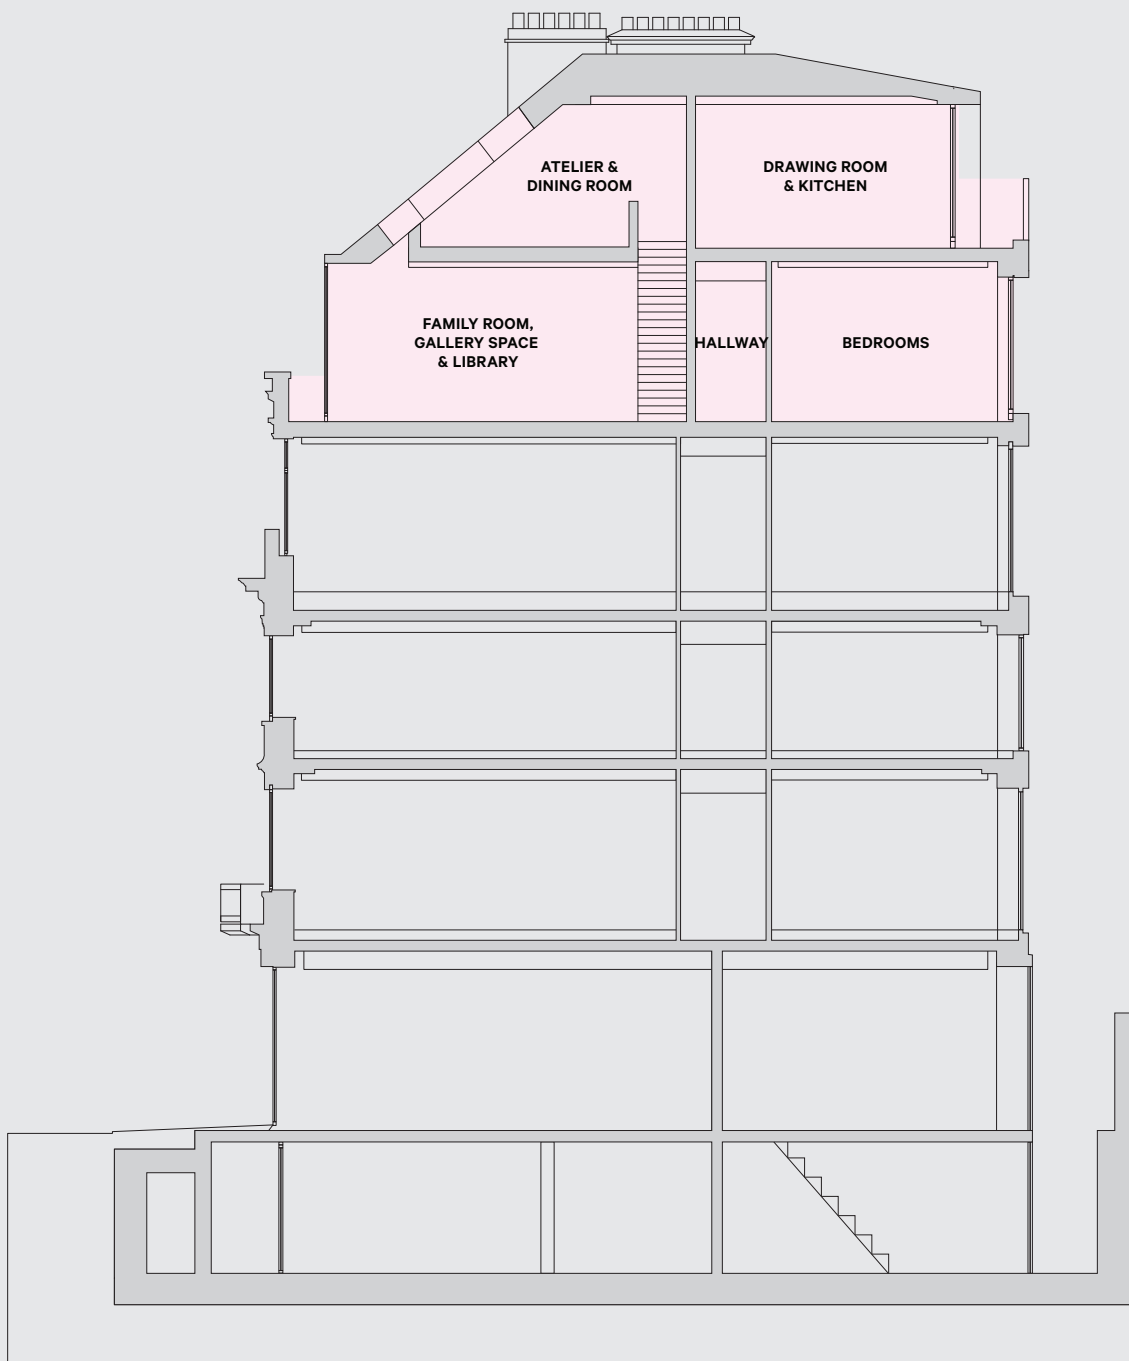 ATELIER &
DINING ROOM
DRAWING ROOM
& KITCHEN
FAMILY ROOM,
GALLERY SPACE
& LIBRARY
HALLWAY
BEDROOMS